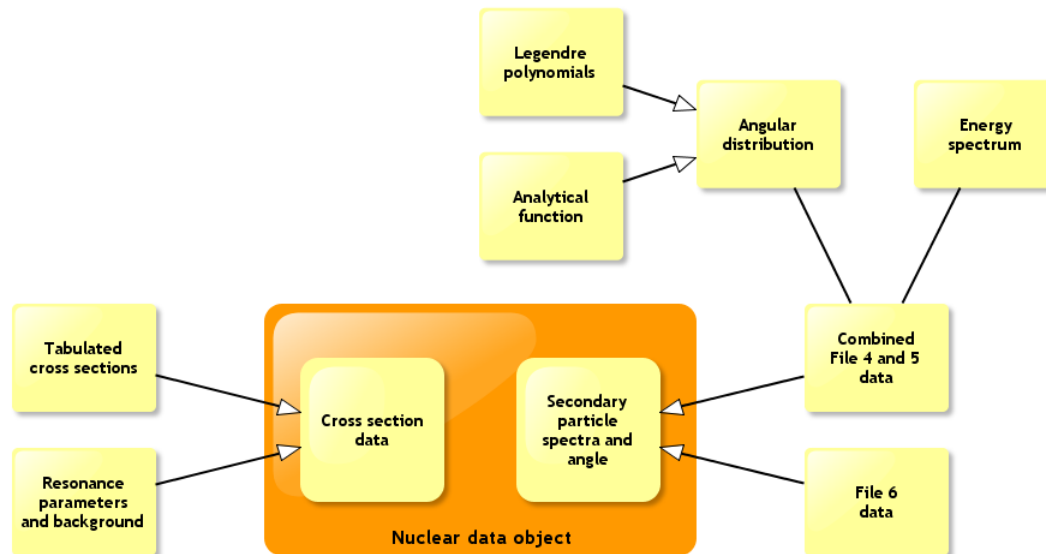 Legendre
polynomials
Angular
distribution
Energy
spectrum
Analytical
function
Tabulated
cross sections
Cross section
data
Secondary
particle
spectra and
angle
Combined
File 4 and 5
data
Resonance
parameters
and background
File 6
data
Nuclear data object